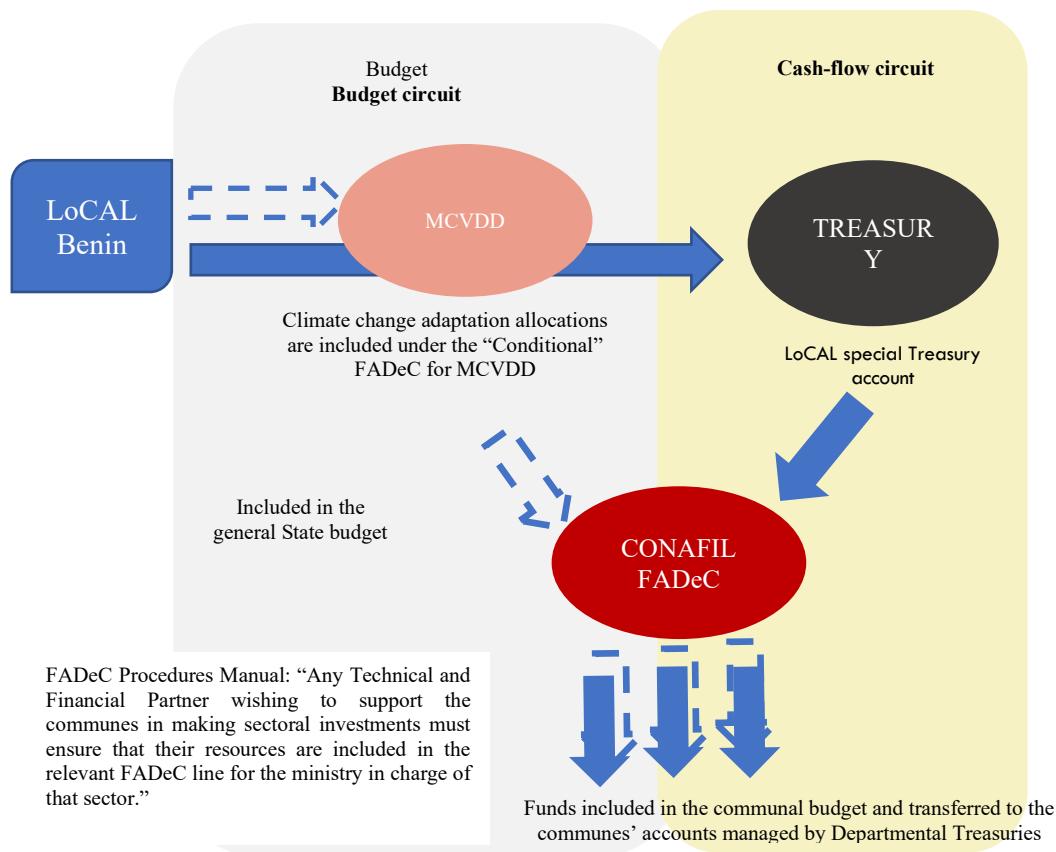 Budget
Budget circuit
Cash-flow circuit
LoCAL
Benin
MCVDD
TREASUR
Y
Climate change adaptation allocations
are included under the “Conditional”
FADeC for MCVDD
LoCAL special Treasury
account
Included in the
general State budget
CONAFIL
FADeC
FADeC Procedures Manual: “Any Technical and
Financial Partner wishing to support the
communes in making sectoral investments must
ensure that their resources are included in the
relevant FADeC line for the ministry in charge of
that sector.”
Funds included in the communal budget and transferred to the
communes’ accounts managed by Departmental Treasuries